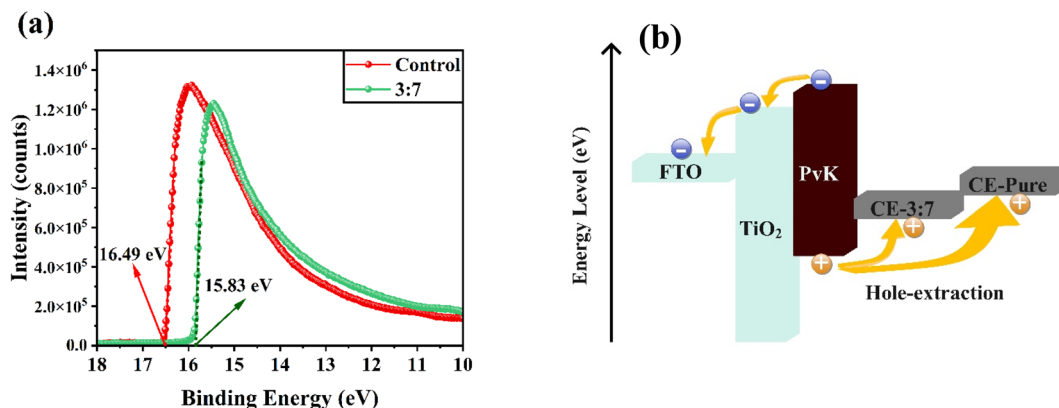 (a)
Intensity (counts)
1.4×10⁶
1.2×10⁶
1.0×10⁶
8.0×10⁵
6.0×10⁵
4.0×10⁵
2.0×10⁵
0.0
Control
3:7
16.49 eV
15.83 eV
18 17 16 15 14 13 12 11 10
Binding Energy (eV)
(b)
Energy Level (eV)
FTO
TiO₂
PvK
CE-3:7
CE-Pure
Hole-extraction